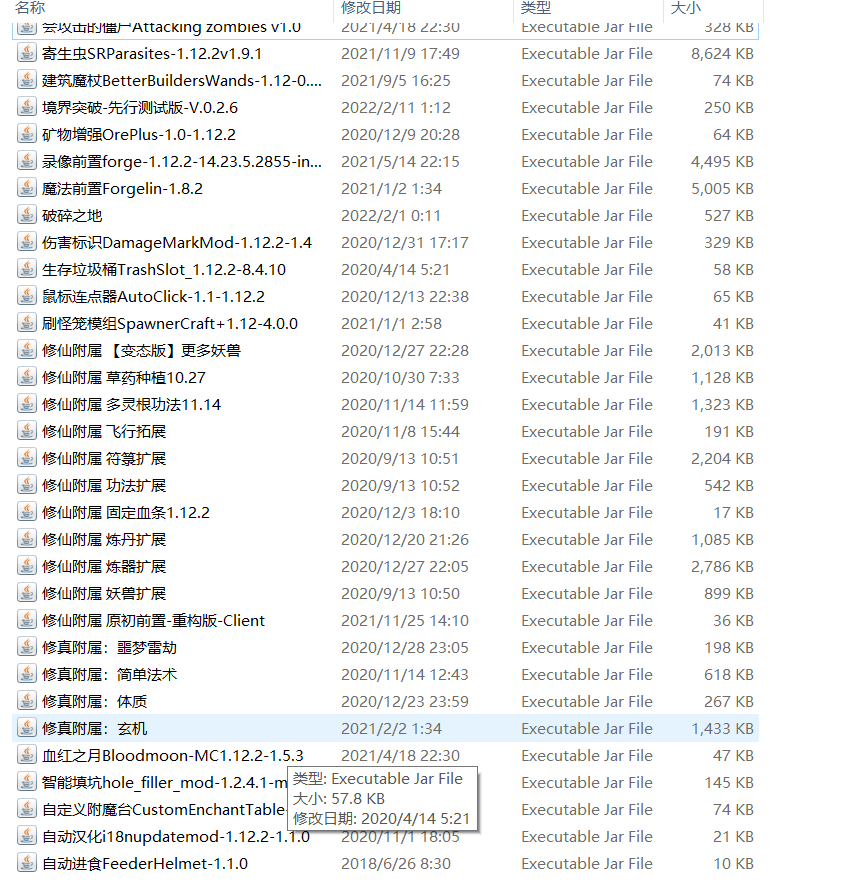 名称 修改日期 类型 大小
会攻击的僵尸Attacking zombies v1.0 2021/4/18 22:30 Executable Jar File 328 KB
寄生虫SRParasites-1.12.2v1.9.1 2021/11/9 17:49 Executable Jar File 8,624 KB
建筑魔杖BetterBuildersWands-1.12-0.... 2021/9/5 16:25 Executable Jar File 74 KB
境界突破-先行测试版-V.0.2.6 2022/2/11 1:12 Executable Jar File 250 KB
矿物增强OrePlus-1.0-1.12.2 2020/12/9 20:28 Executable Jar File 64 KB
录像前置forge-1.12.2-14.23.5.2855-in... 2021/5/14 22:15 Executable Jar File 4,495 KB
魔法前置Forgelin-1.8.2 2021/1/2 1:34 Executable Jar File 5,005 KB
破碎之地 2022/2/1 0:11 Executable Jar File 527 KB
伤害标识DamageMarkMod-1.12.2-1.4 2020/12/31 17:17 Executable Jar File 329 KB
生存垃圾桶TrashSlot_1.12.2-8.4.10 2020/4/14 5:21 Executable Jar File 58 KB
鼠标连点器AutoClick-1.1-1.12.2 2020/12/13 22:38 Executable Jar File 65 KB
刷怪笼模组SpawnerCraft+1.12-4.0.0 2021/1/1 2:58 Executable Jar File 41 KB
修仙附属 【变态版】更多妖兽 2020/12/27 22:28 Executable Jar File 2,013 KB
修仙附属 草药种植10.27 2020/10/30 7:33 Executable Jar File 1,128 KB
修仙附属 多灵根功法11.14 2020/11/14 11:59 Executable Jar File 1,323 KB
修仙附属 飞行拓展 2020/11/8 15:44 Executable Jar File 191 KB
修仙附属 符箓扩展 2020/9/13 10:51 Executable Jar File 2,204 KB
修仙附属 功法扩展 2020/9/13 10:52 Executable Jar File 542 KB
修仙附属 固定血条1.12.2 2020/12/3 18:10 Executable Jar File 17 KB
修仙附属 炼丹扩展 2020/12/20 21:26 Executable Jar File 1,085 KB
修仙附属 炼器扩展 2020/12/27 22:05 Executable Jar File 2,786 KB
修仙附属 妖兽扩展 2020/9/13 10:50 Executable Jar File 899 KB
修仙附属 原初前置-重构版-Client 2021/11/25 14:10 Executable Jar File 36 KB
修真附属：噩梦雷劫 2020/12/28 23:05 Executable Jar File 198 KB
修真附属：简单法术 2020/11/14 12:43 Executable Jar File 618 KB
修真附属：体质 2020/12/23 23:59 Executable Jar File 267 KB
修真附属：玄机 2021/2/2 1:34 Executable Jar File 1,433 KB
血红之月Bloodmoon-MC1.12.2-1.5.3 2021/4/18 22:30 Executable Jar File 47 KB
智能填坑hole_filler_mod-1.2.4.1-m Executable Jar File 145 KB
自定义附魔台CustomEnchantTable- Executable Jar File 74 KB
自动汉化i18nupdatemod-1.12.2-1.1.0 2020/11/1 18:05 Executable Jar File 21 KB
自动进食FeederHelmet-1.1.0 2018/6/26 8:30 Executable Jar File 10 KB
类型: Executable Jar File
大小: 57.8 KB
修改日期: 2020/4/14 5:21